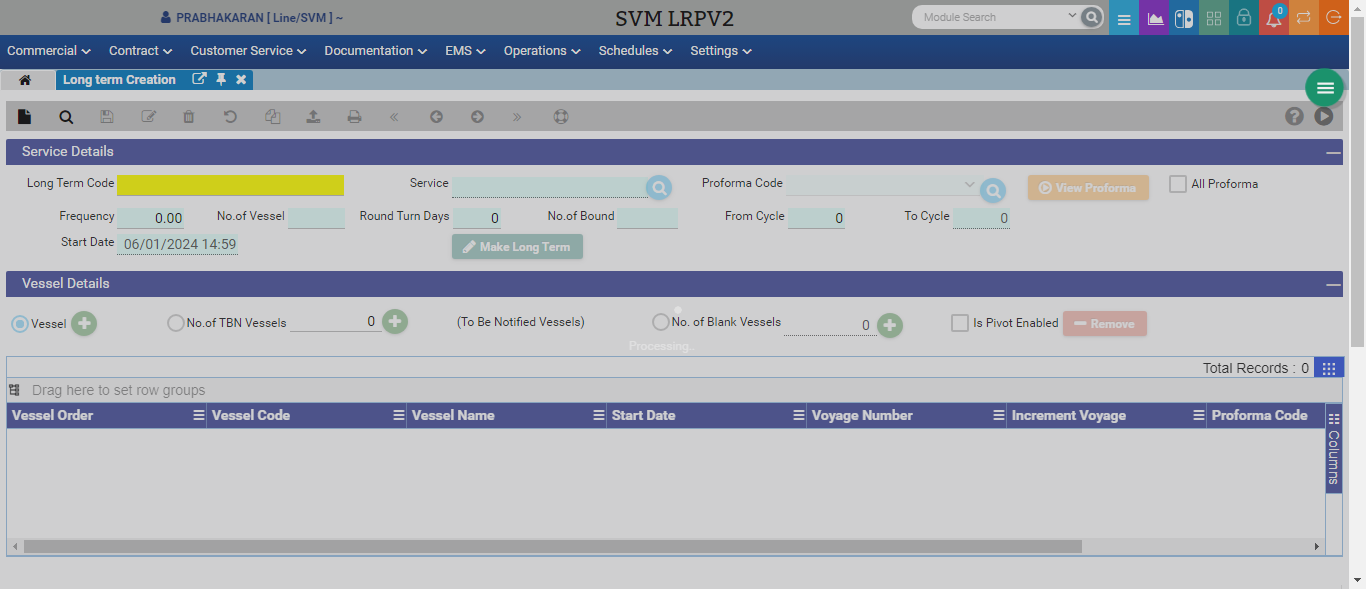 PRABHAKARAN [ Line/SVM ] ~
SVM LRPV2
Module Search
0
Commercial Contract Customer Service Documentation EMS Operations Schedules Settings
Long term Creation
Service Details
Long Term Code Service Proforma Code View Proforma All Proforma
Frequency 0.00 No.of Vessel Round Turn Days 0 No.of Bound From Cycle 0 To Cycle 0
Start Date 06/01/2024 14:59 Make Long Term
Vessel Details
Vessel No.of TBN Vessels 0 (To Be Notified Vessels) No. of Blank Vessels 0 Is Pivot Enabled Remove
Processing..
Total Records : 0
Drag here to set row groups
Vessel Order Vessel Code Vessel Name Start Date Voyage Number Increment Voyage Proforma Code
Columns